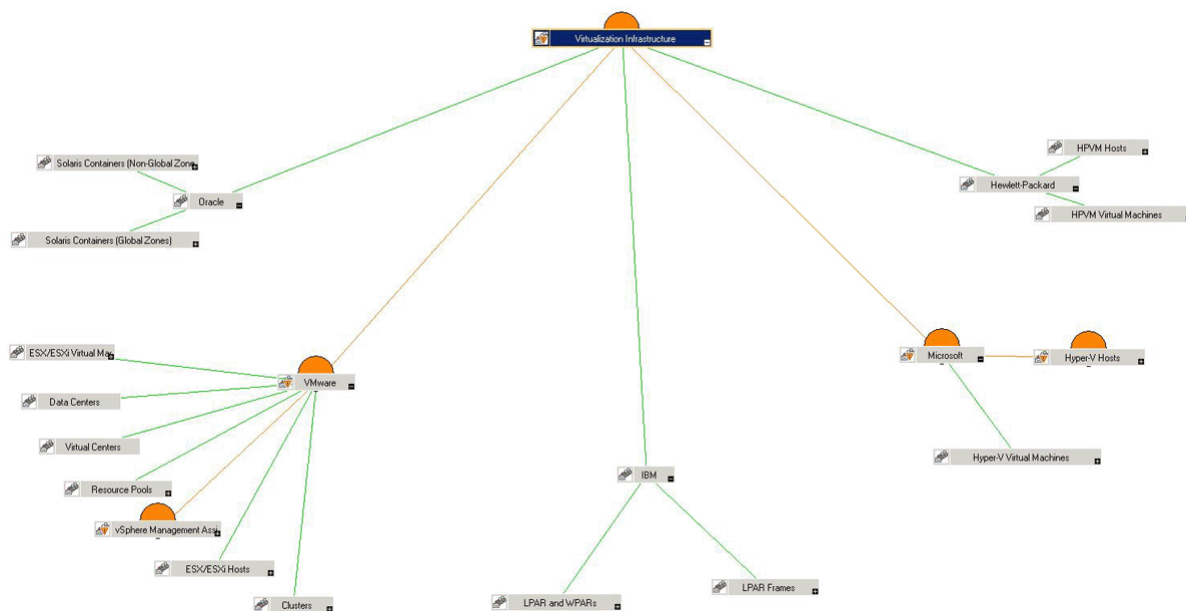 Virtualization Infrastructure
HPVM Hosts
Solaris Containers (Non-Global Zone
Hewlett-Packard
Oracle
HPVM Virtual Machines
Solaris Containers (Global Zones)
ESX/ESXi Virtual Mac
Microsoft
Hyper-V Hosts
VMware
Data Centers
Virtual Centers
Hyper-V Virtual Machines
IBM
Resource Pools
vSphere Management Assi
ESX/ESXi Hosts
LPAR Frames
LPAR and WPARs
Clusters